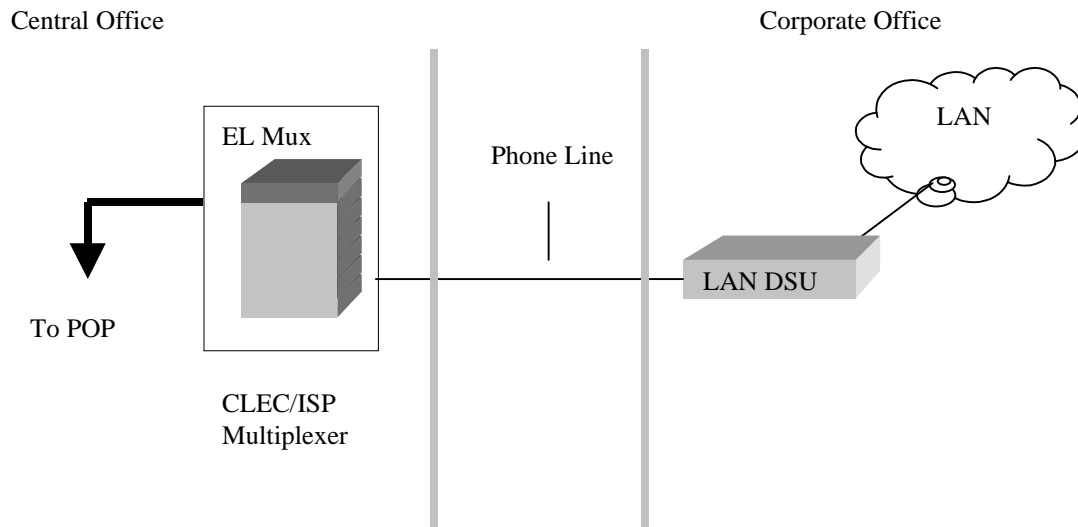 Central Office
Corporate Office
EL Mux
LAN
Phone Line
LAN DSU
To POP
CLEC/ISP
Multiplexer